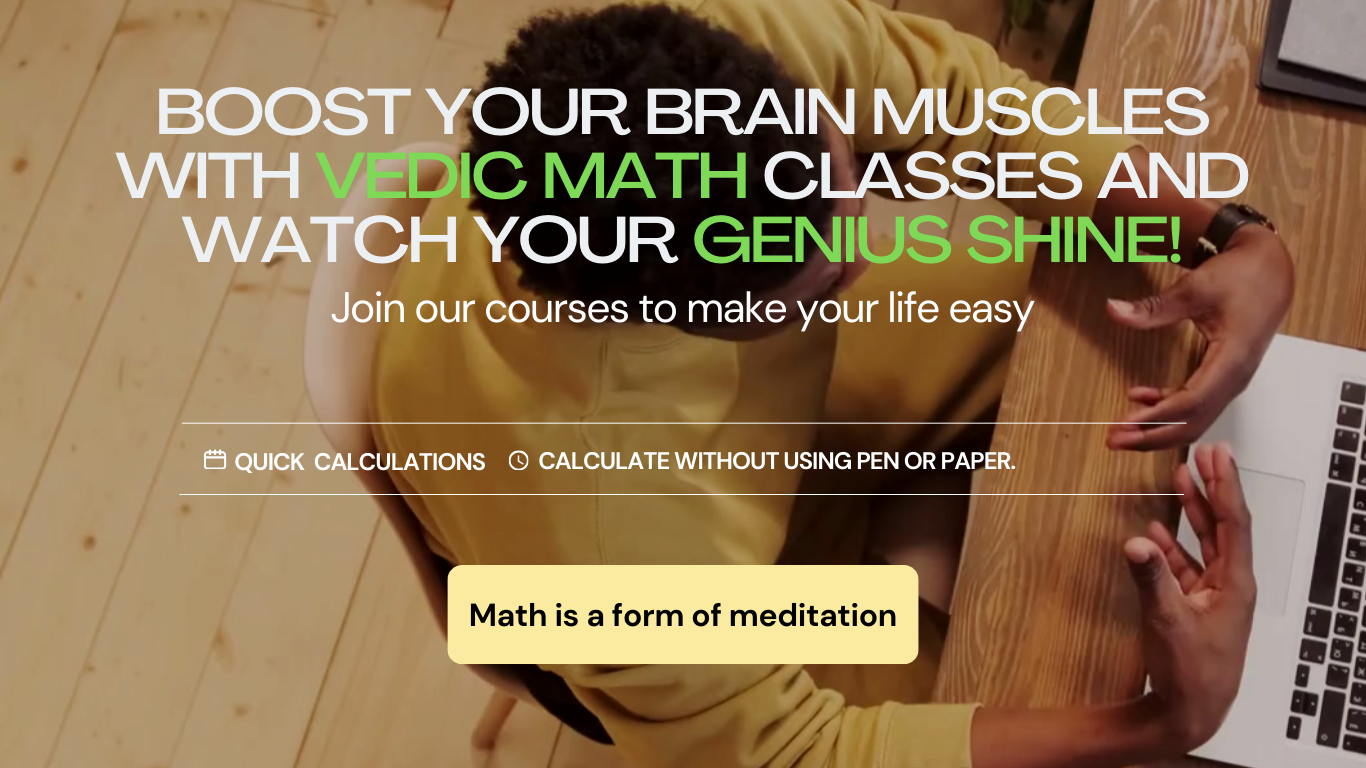 BOOST YOUR BRAIN MUSCLES
WITH VEDIC MATH CLASSES AND
WATCH YOUR GENIUS SHINE!
Join our courses to make your life easy
QUICK CALCULATIONS CALCULATE WITHOUT USING PEN OR PAPER.
Math is a form of meditation